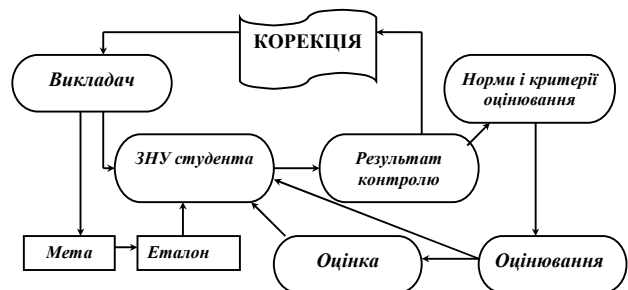 КОРЕКЦІЯ
Викладач
Норми і критерії
оцінювання
ЗНУ студента
Результат
контролю
Мета
Еталон
Оцінка
Оцінювання